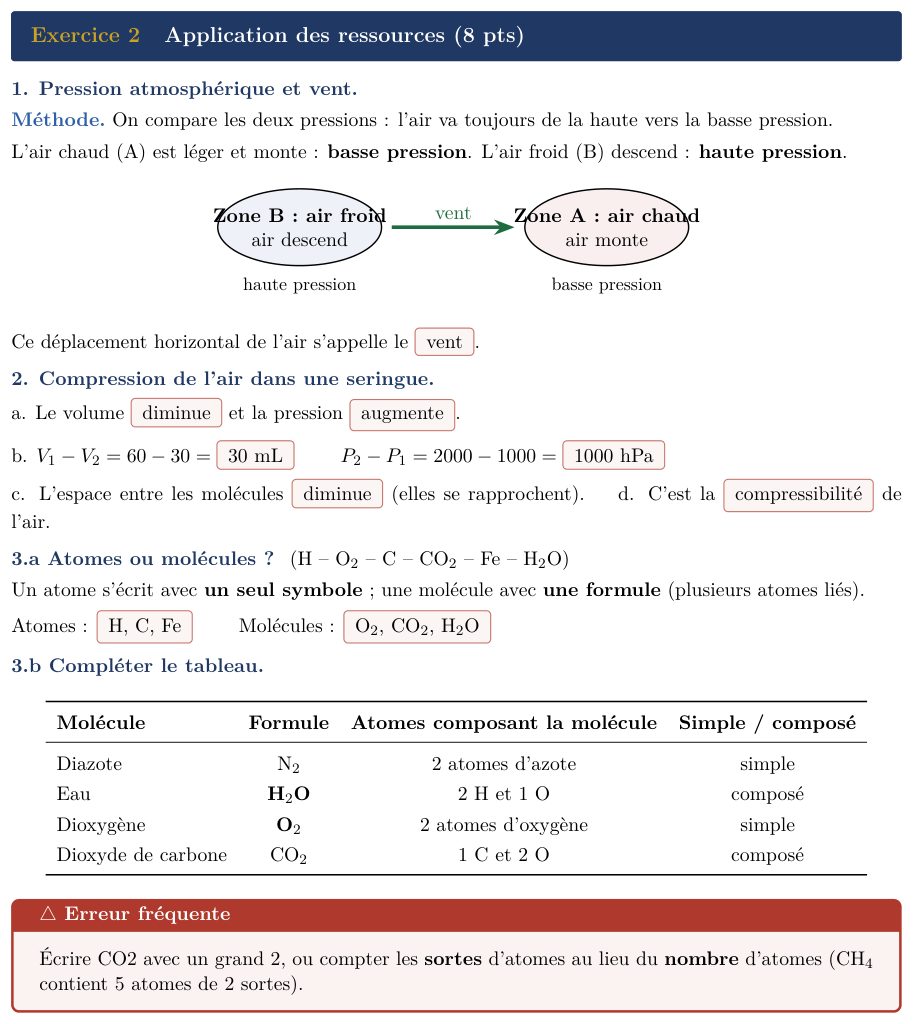 Exercice 2 Application des ressources (8 pts)
1. Pression atmosphérique et vent.
Méthode. On compare les deux pressions : l'air va toujours de la haute vers la basse pression.
L'air chaud (A) est léger et monte : basse pression. L'air froid (B) descend : haute pression.
Zone B : air froid vent Zone A : air chaud
air descend air monte
haute pression basse pression
Ce déplacement horizontal de l'air s'appelle le vent.
2. Compression de l'air dans une seringue.
a. Le volume diminue et la pression augmente.
b. V₁ − V₂ = 60 − 30 = 30 mL P₂ − P₁ = 2000 − 1000 = 1000 hPa
c. L'espace entre les molécules diminue (elles se rapprochent). d. C'est la compressibilité de
l'air.
3.a Atomes ou molécules ? (H – O₂ – C – CO₂ – Fe – H₂O)
Un atome s'écrit avec un seul symbole ; une molécule avec une formule (plusieurs atomes liés).
Atomes : H, C, Fe Molécules : O₂, CO₂, H₂O
3.b Compléter le tableau.
Molécule Formule Atomes composant la molécule Simple / composé
Diazote N₂ 2 atomes d'azote simple
Eau H₂O 2 H et 1 O composé
Dioxygène O₂ 2 atomes d'oxygène simple
Dioxyde de carbone CO₂ 1 C et 2 O composé
△ Erreur fréquente
Écrire CO2 avec un grand 2, ou compter les sortes d'atomes au lieu du nombre d'atomes (CH₄
contient 5 atomes de 2 sortes).